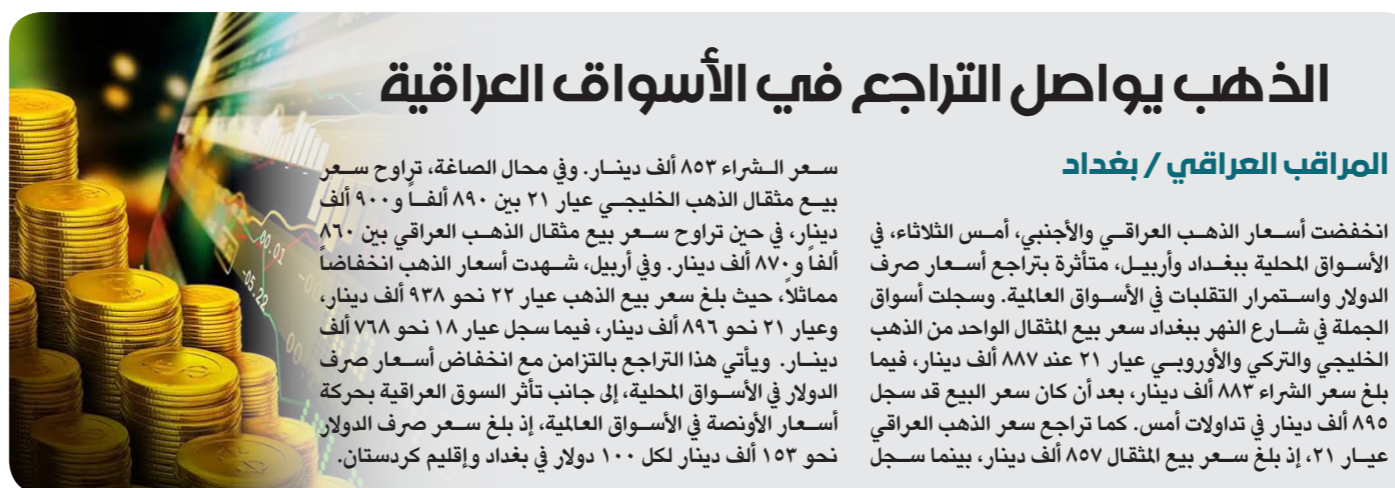 الذهب يواصل التراجع في الأسواق العراقية
المراقب العراقي / بغداد
انخفضت أسعار الذهب العراقي والأجنبي، أمس الثلاثاء، في
الأسواق المحلية ببغداد وأربيل، متأثرة بتراجع أسعار صرف
الدولار واستمرار التقلبات في الأسواق العالمية. وسجلت أسواق
الجملة في شارع النهر ببغداد سعر بيع المثقال الواحد من الذهب
الخليجي والتركي والأوروبي عيار ٢١ عند ٨٨٧ ألف دينار، فيما
بلغ سعر الشراء ٨٨٣ ألف دينار، بعد أن كان سعر البيع قد سجل
٨٩٥ ألف دينار في تداولات أمس. كما تراجع سعر الذهب العراقي
عيار ٢١، إذ بلغ سعر بيع المثقال ٨٥٧ ألف دينار، بينما سجل
سعر الشراء ٨٥٣ ألف دينار. وفي محال الصاغة، تراوح سعر
بيع مثقال الذهب الخليجي عيار ٢١ بين ٨٩٠ ألفاً و٩٠٠ ألف
دينار، في حين تراوح سعر بيع مثقال الذهب العراقي بين ٨٦٠
ألفاً و٨٧٠ ألف دينار. وفي أربيل، شهدت أسعار الذهب انخفاضاً
مماثلاً، حيث بلغ سعر بيع الذهب عيار ٢٢ نحو ٩٣٨ ألف دينار،
وعيار ٢١ نحو ٨٩٦ ألف دينار، فيما سجل عيار ١٨ نحو ٧٦٨ ألف
دينار. ويأتي هذا التراجع بالتزامن مع انخفاض أسعار صرف
الدولار في الأسواق المحلية، إلى جانب تأثر السوق العراقية بحركة
أسعار الأونصة في الأسواق العالمية، إذ بلغ سعر صرف الدولار
نحو ١٥٣ ألف دينار لكل ١٠٠ دولار في بغداد وإقليم كردستان.
00.01
-05.22